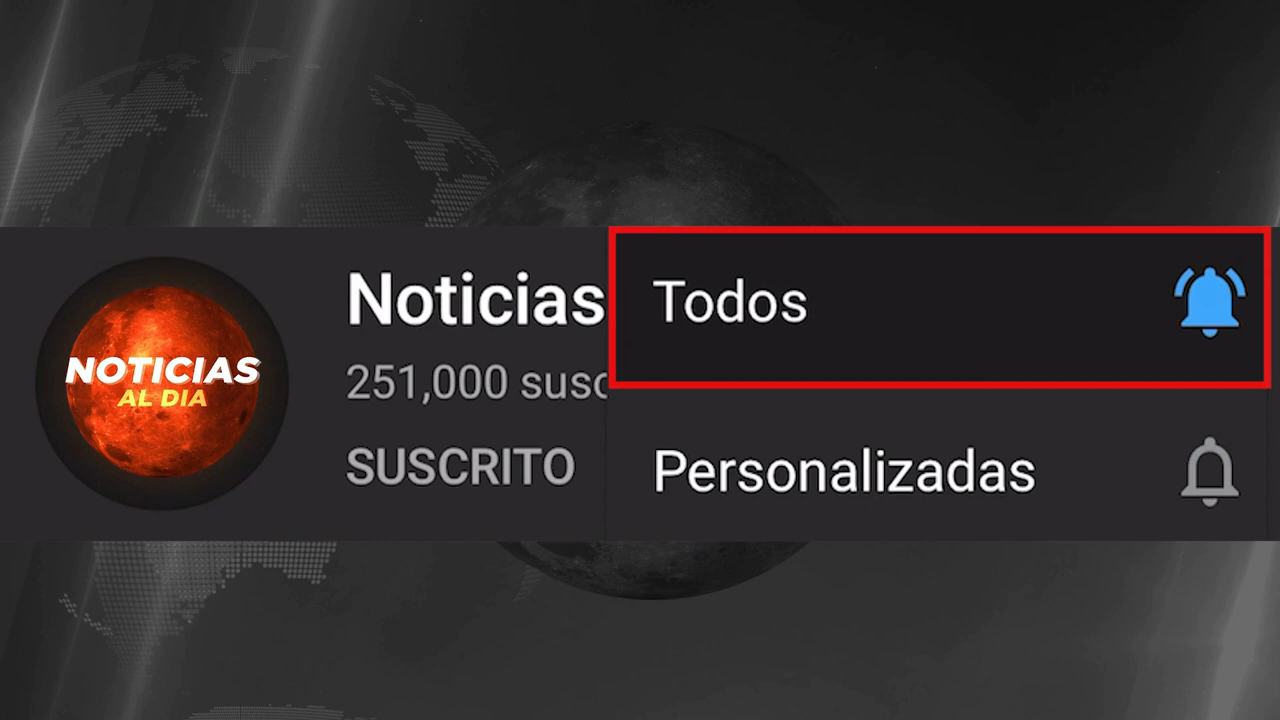 NOTICIAS
AL DIA
Noticias
251,000 susc
SUSCRITO
Todos
Personalizadas